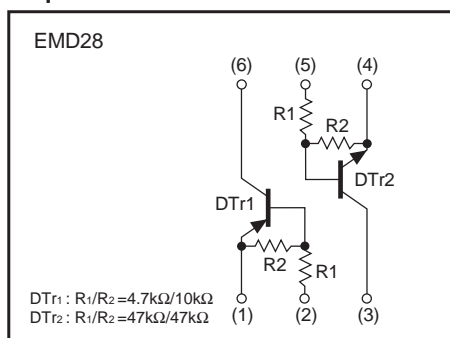 EMD28
(6) (5) (4)
R1
R2
DTr2
DTr1
R2
R1
(1) (2) (3)
DTr1 : R1/R2 =4.7kΩ/10kΩ
DTr2 : R1/R2 =47kΩ/47kΩ